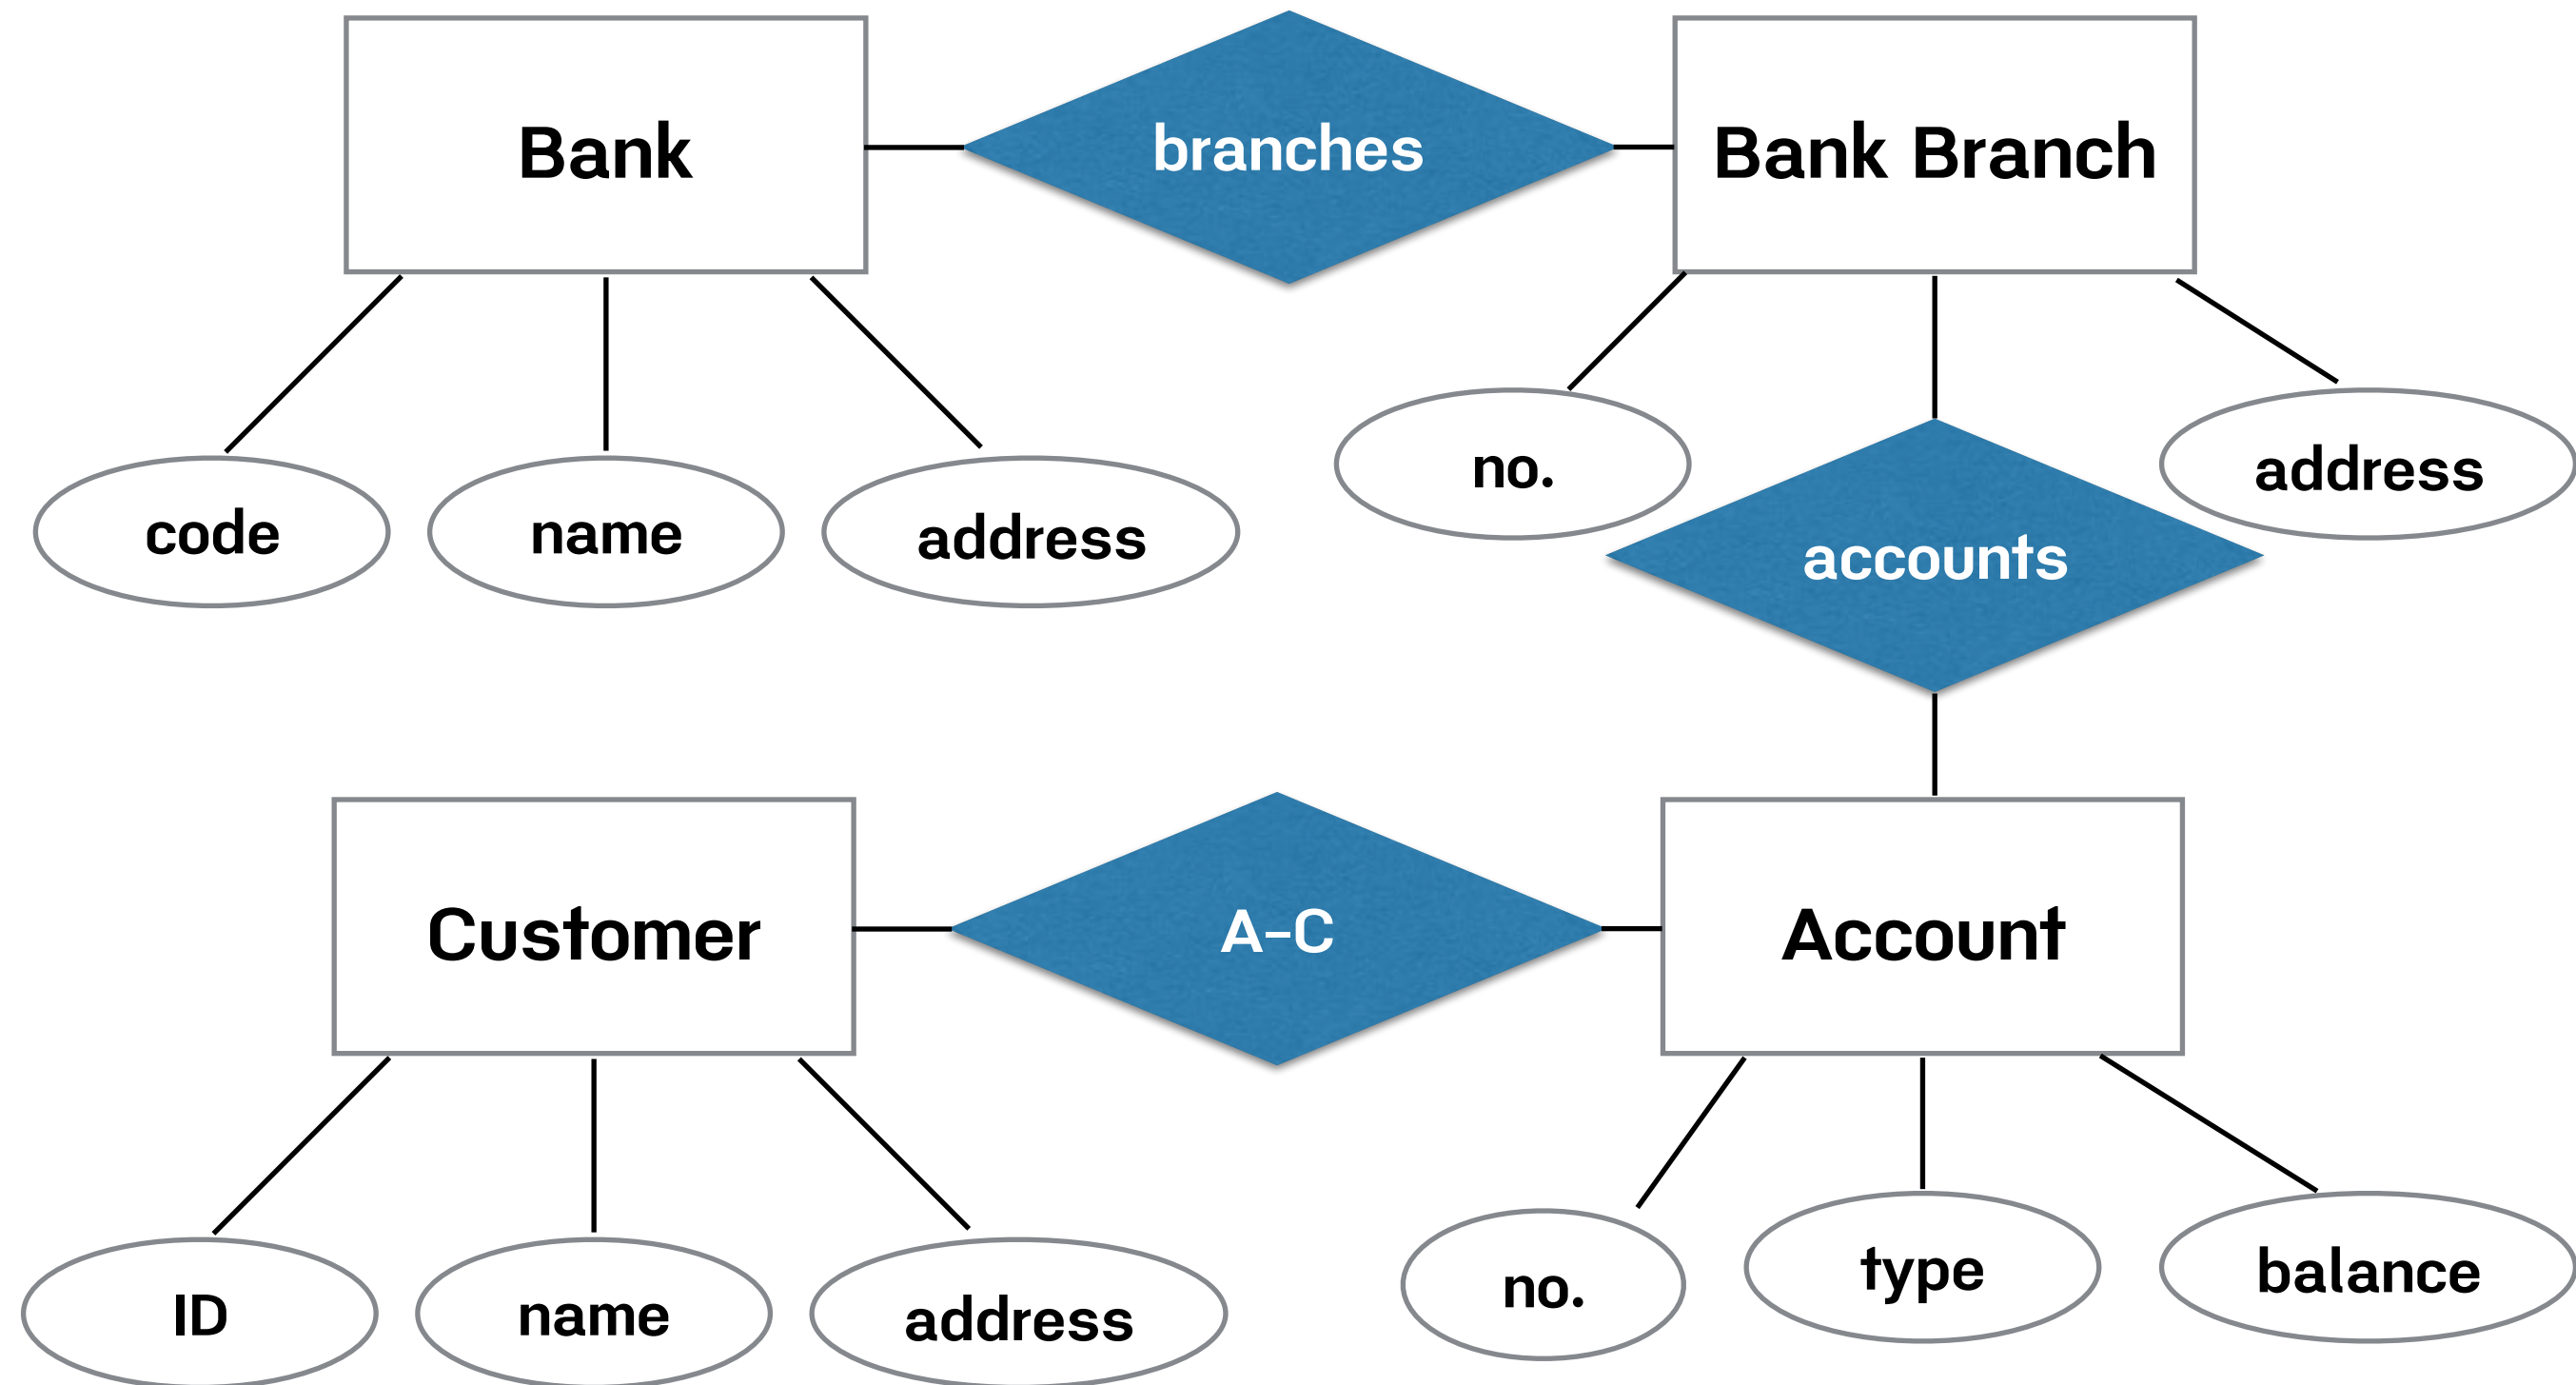 Bank
branches
Bank Branch
code
name
address
no.
accounts
address
Customer
A-C
Account
ID
name
address
no.
type
balance